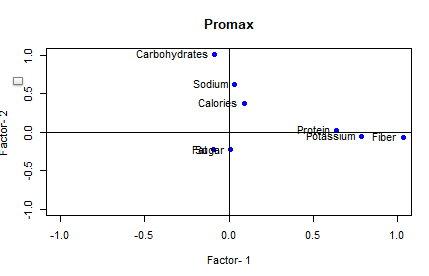 Promax
Factor- 2
1.0
0.5
0.0
-0.5
-1.0
Carbohydrates
Sodium
Calories
Protein
Potassium
Fiber
Fat
Sugar
-1.0 -0.5 0.0 0.5 1.0
Factor- 1